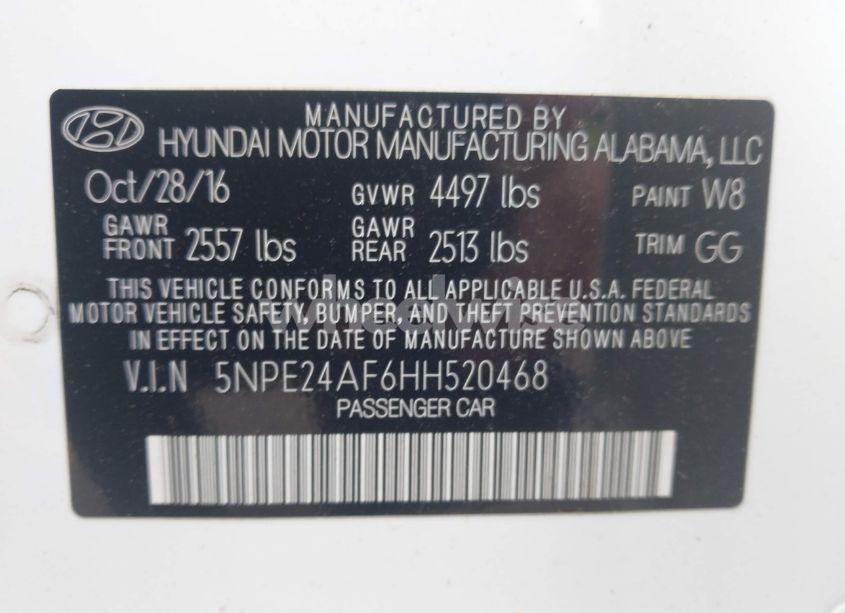 MANUFACTURED BY
HYUNDAI MOTOR MANUFACTURING ALABAMA, LLC
Oct/28/16 GVWR 4497 lbs PAINT W8
GAWR FRONT 2557 lbs GAWR REAR 2513 lbs TRIM GG
THIS VEHICLE CONFORMS TO ALL APPLICABLE U.S.A. FEDERAL
MOTOR VEHICLE SAFETY, BUMPER, AND THEFT PREVENTION STANDARDS
IN EFFECT ON THE DATE OF MANUFACTURE SHOWN ABOVE
V.I.N 5NPE24AF6HH520468
PASSENGER CAR